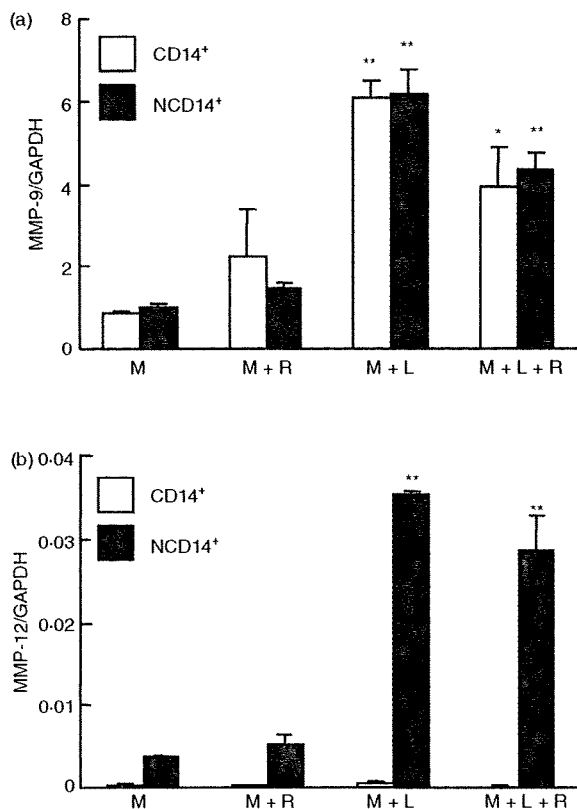 (a)
8
6
4
2
0
MMP-9/GAPDH
CD14⁺
NCD14⁺
**
**
*
**
M
M + R
M + L
M + L + R
(b)
0·04
0·03
0·02
0·01
0
MMP-12/GAPDH
CD14⁺
NCD14⁺
**
**
M
M + R
M + L
M + L + R